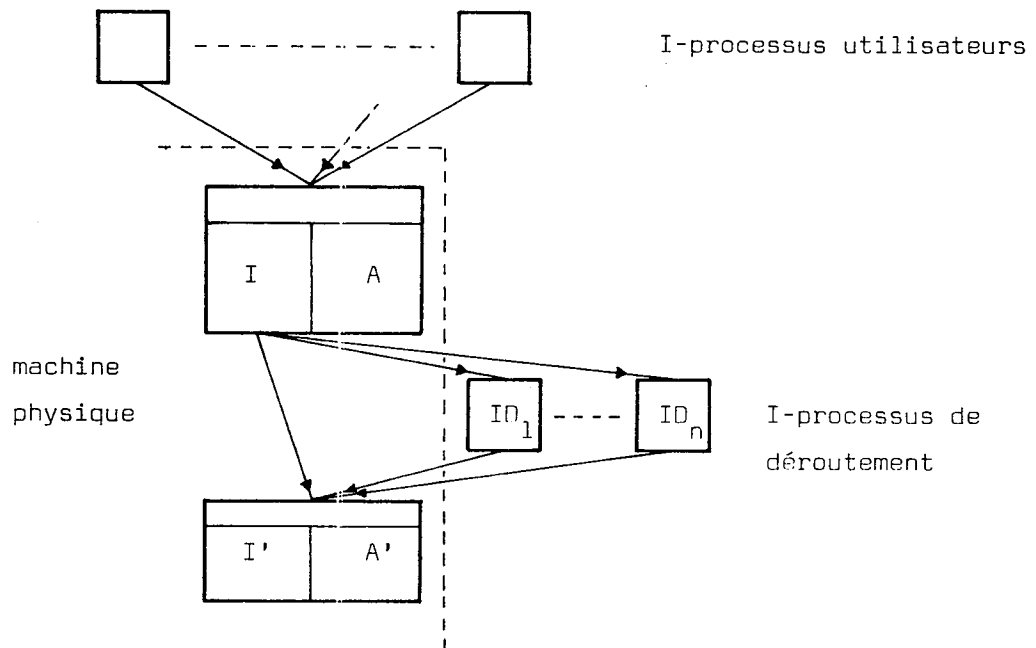 I-processus utilisateurs
I A
machine
physique
ID1 IDn
I-processus de
déroutement
I' A'